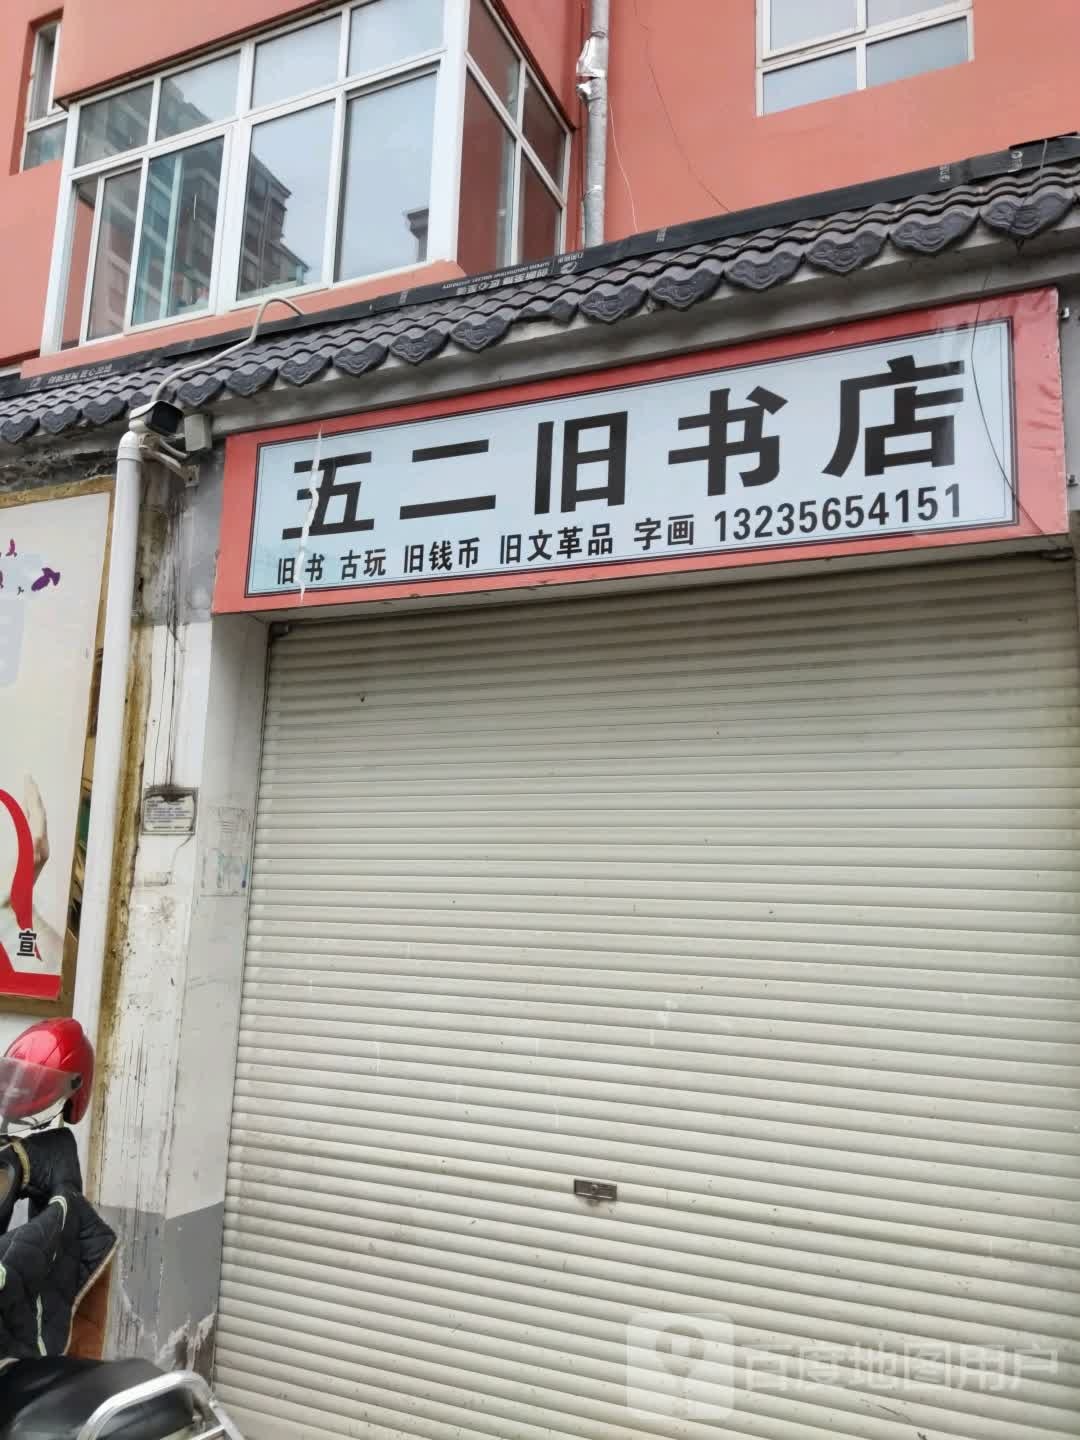 五二旧书店
旧书 古玩 旧钱币 旧文革品 字画 13235654151
宣
百度地图用户